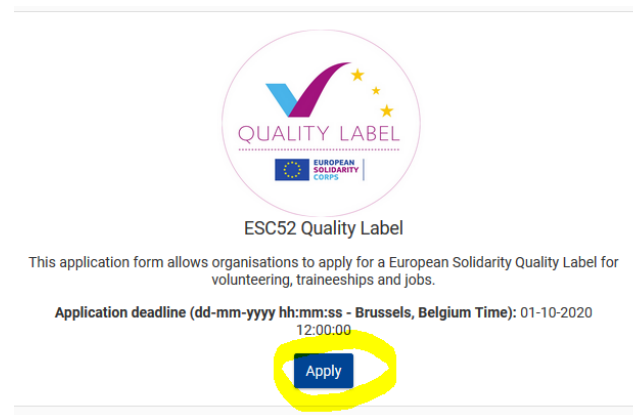 QUALITY LABEL
EUROPEAN
SOLIDARITY
CORPS
ESC52 Quality Label
This application form allows organisations to apply for a European Solidarity Quality Label for
volunteering, traineeships and jobs.
Application deadline (dd-mm-yyyy hh:mm:ss - Brussels, Belgium Time): 01-10-2020
12:00:00
Apply